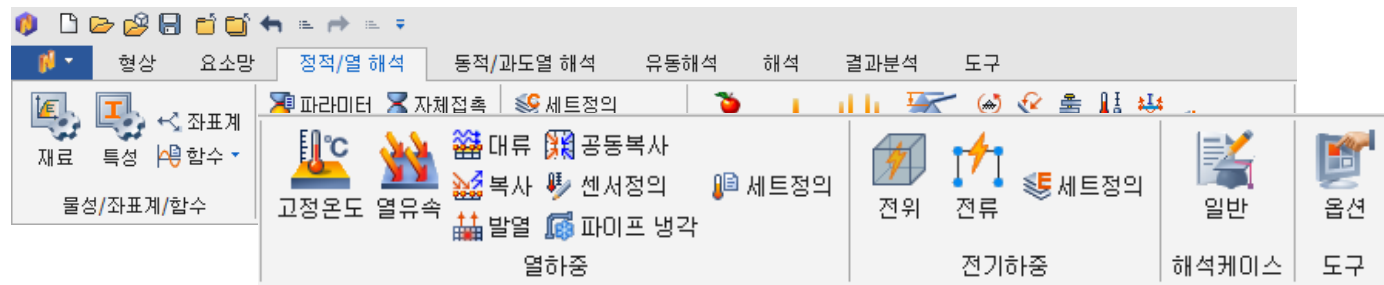 형상 요소망 정적/열 해석 동적/과도열 해석 유동해석 해석 결과분석 도구
파라미터 자체접촉 세트정의
재료 특성 좌표계 함수
물성/좌표계/함수
고정온도 열유속
대류 공동복사
복사 센서정의 세트정의
발열 파이프 냉각
열하중
전위 전류 세트정의
전기하중
일반
해석케이스
옵션
도구